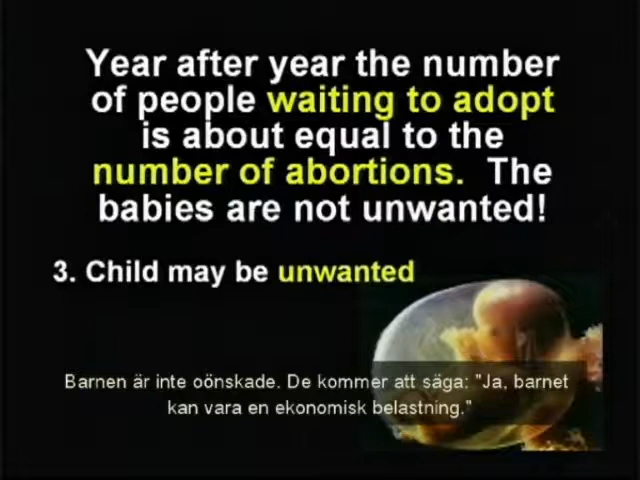 Year after year the number
of people waiting to adopt
is about equal to the
number of abortions. The
babies are not unwanted!
3. Child may be unwanted
Barnen är inte oönskade. De kommer att säga: "Ja, barnet
kan vara en ekonomisk belastning."